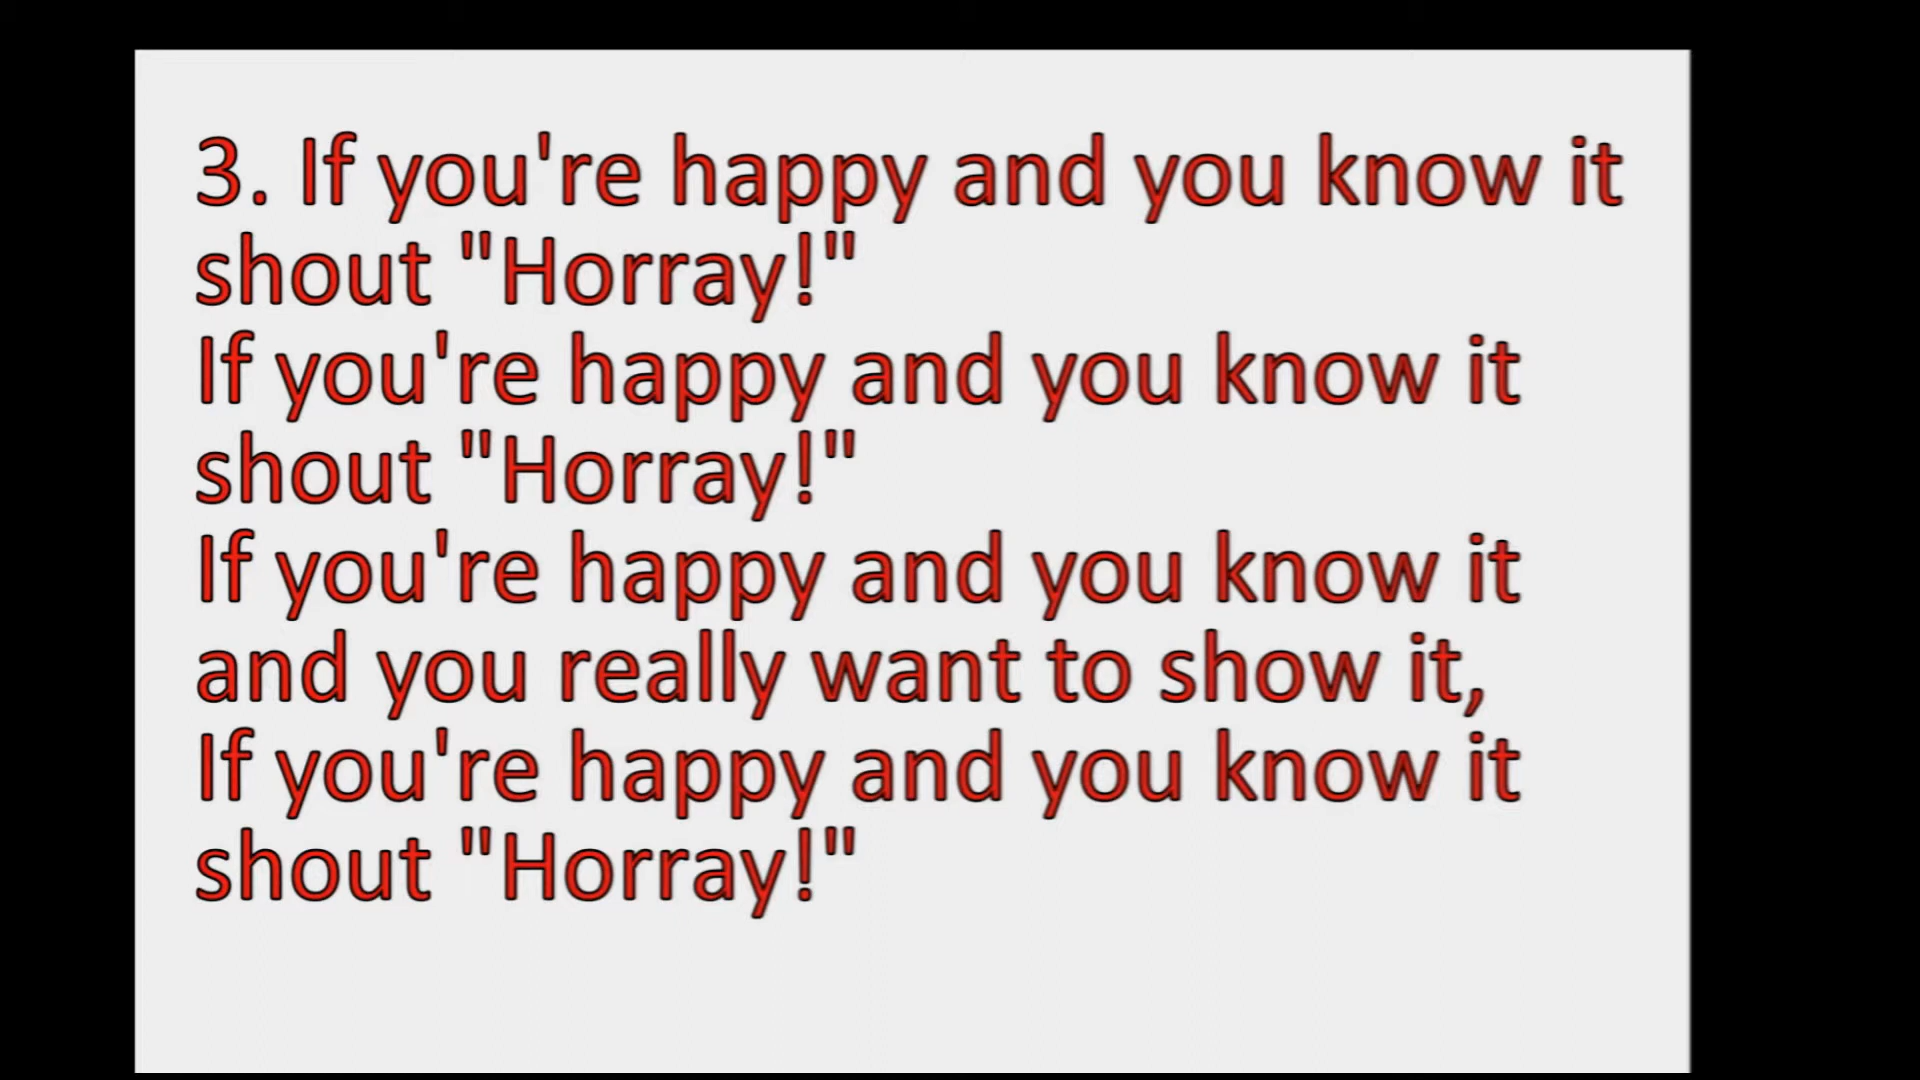 3. If you're happy and you know it
shout "Horray!"
If you're happy and you know it
shout "Horray!"
If you're happy and you know it
and you really want to show it,
If you're happy and you know it
shout "Horray!"